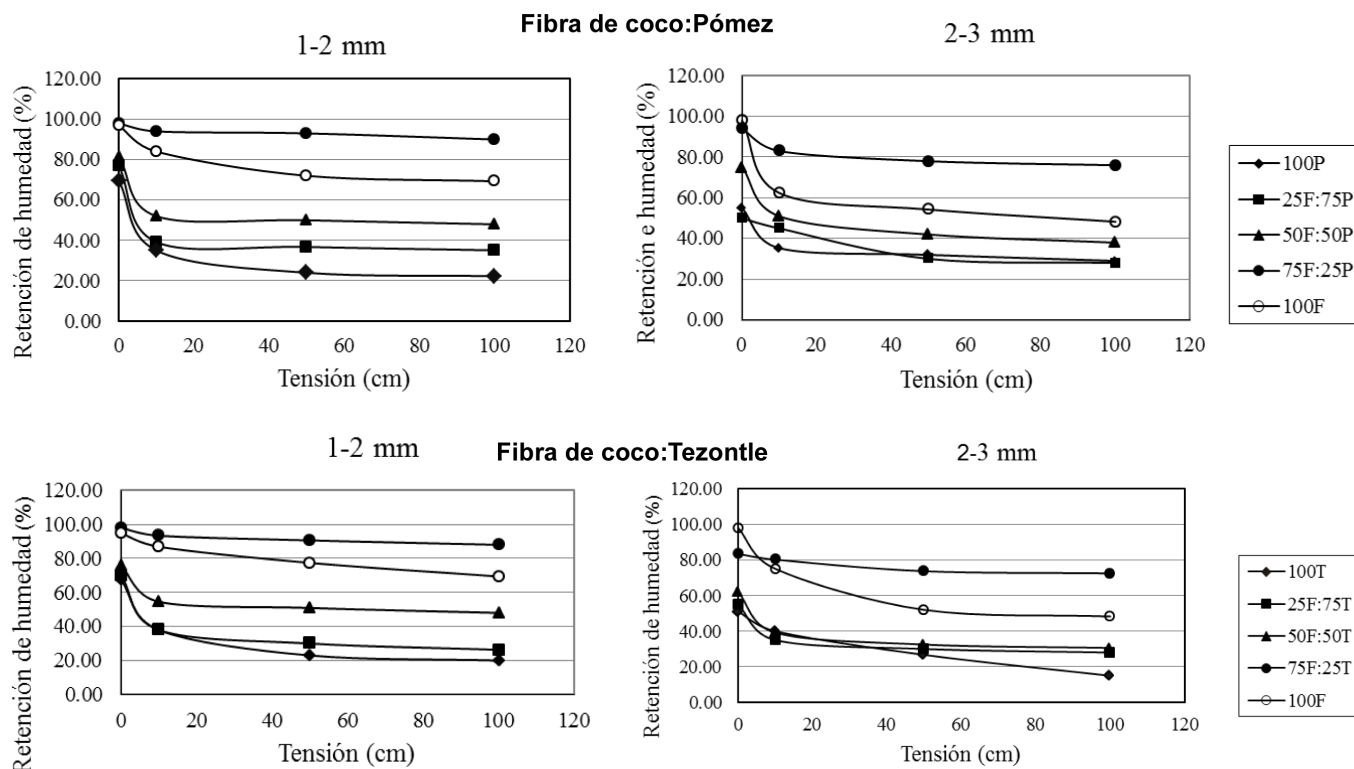 Fibra de coco:Pómez
1-2 mm
2-3 mm
Retención de humedad (%)
120.00
100.00
80.00
60.00
40.00
20.00
0.00
0 20 40 60 80 100 120
Tensión (cm)
Retención e humedad (%)
120.00
100.00
80.00
60.00
40.00
20.00
0.00
0 20 40 60 80 100 120
Tensión (cm)
100P
25F:75P
50F:50P
75F:25P
100F
1-2 mm
Fibra de coco:Tezontle
2-3 mm
Retención de humedad (%)
120.00
100.00
80.00
60.00
40.00
20.00
0.00
0 20 40 60 80 100 120
Tensión (cm)
Retención de humedad (%)
120.00
100.00
80.00
60.00
40.00
20.00
0.00
0 20 40 60 80 100 120
Tensión (cm)
100T
25F:75T
50F:50T
75F:25T
100F